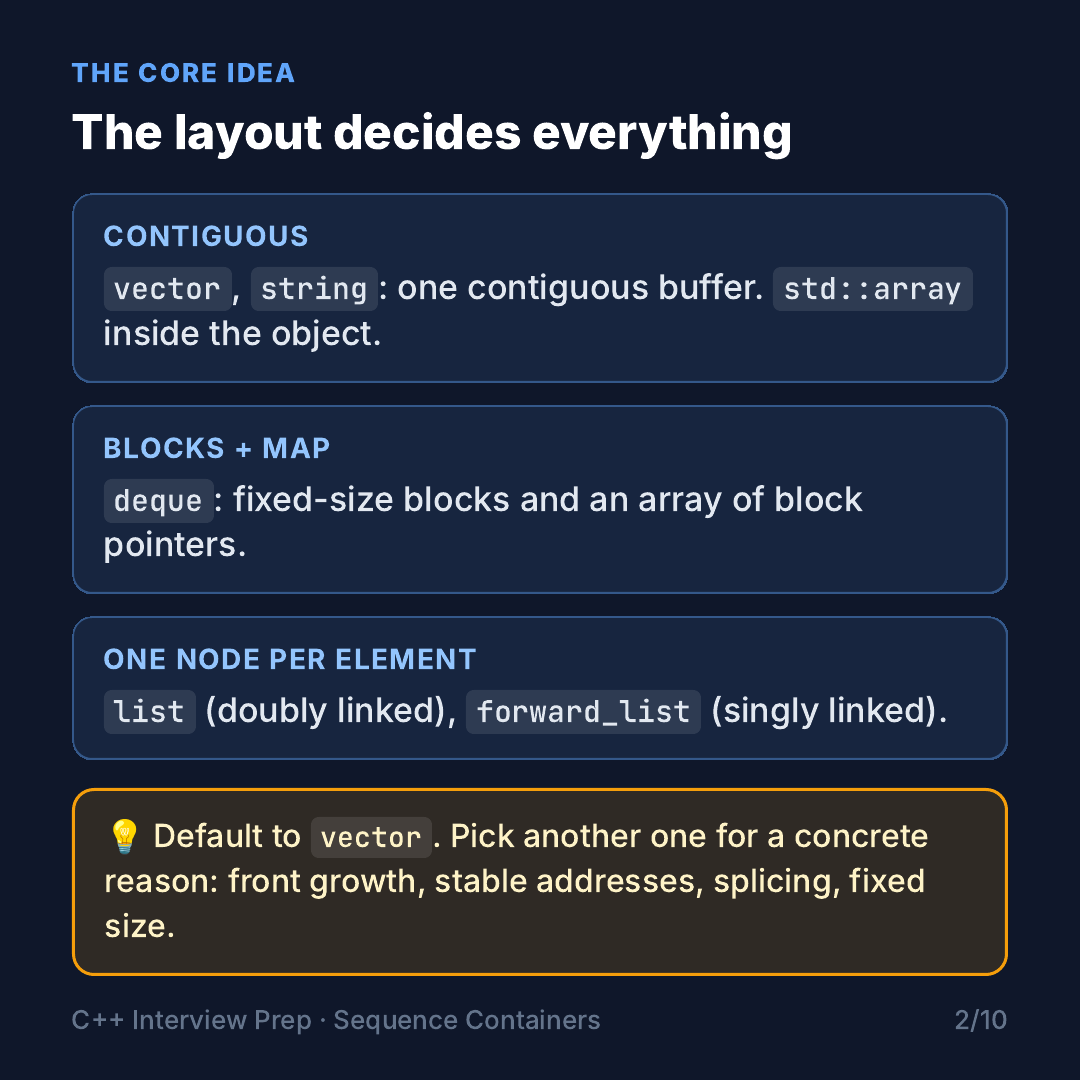 THE CORE IDEA
The layout decides everything
CONTIGUOUS
vector, string: one contiguous buffer. std::array
inside the object.
BLOCKS + MAP
deque: fixed-size blocks and an array of block
pointers.
ONE NODE PER ELEMENT
list (doubly linked), forward_list (singly linked).
💡 Default to vector. Pick another one for a concrete
reason: front growth, stable addresses, splicing, fixed
size.
C++ Interview Prep · Sequence Containers
2/10